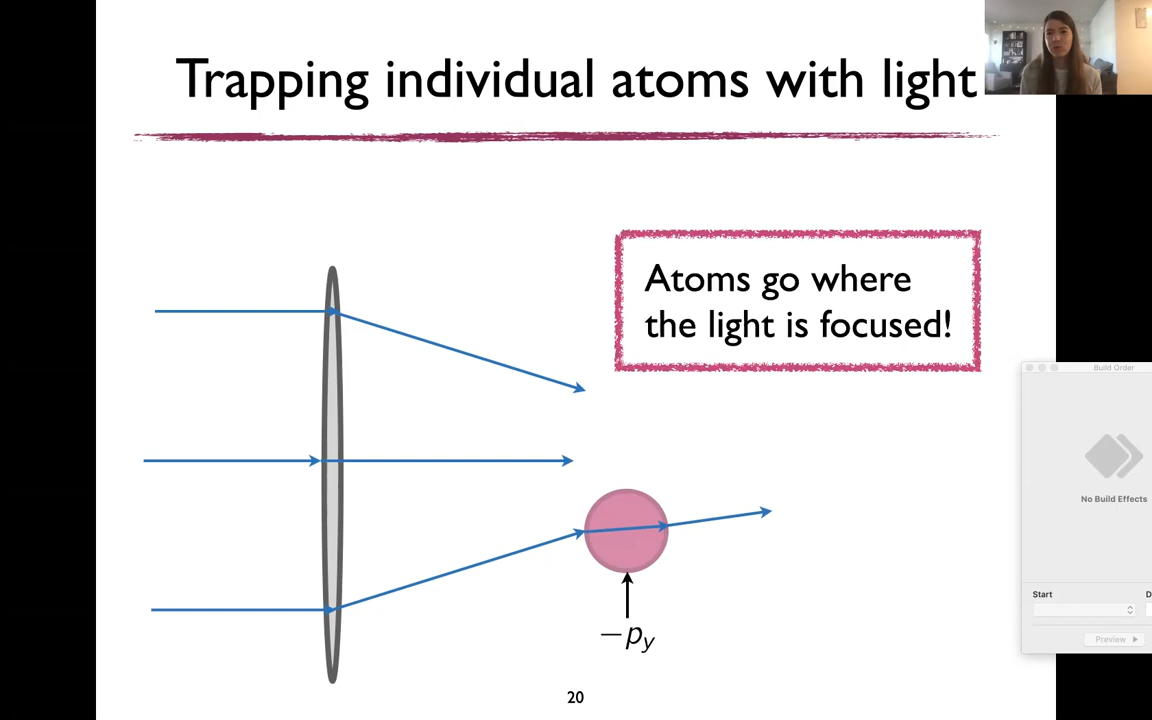 Trapping individual atoms with light
Atoms go where
the light is focused!
Build Order
No Build Effects
Start
D
Preview
−py
20